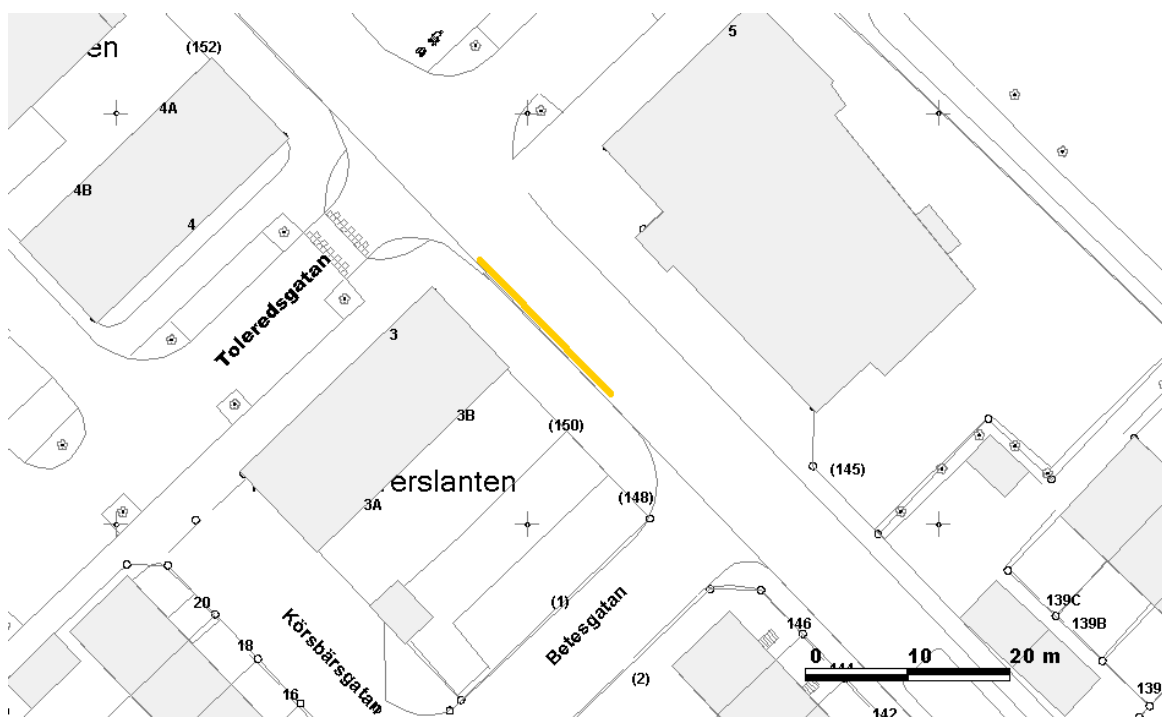 5
en
(152)
4A
4B
4
Toleredsgatan
3
3B
(150)
erslanten
(148)
3A
(145)
20
18
16
Körsbärsgatan
(1)
Betesgatan
(2)
146
139C
139B
139
142
0 10 20 m